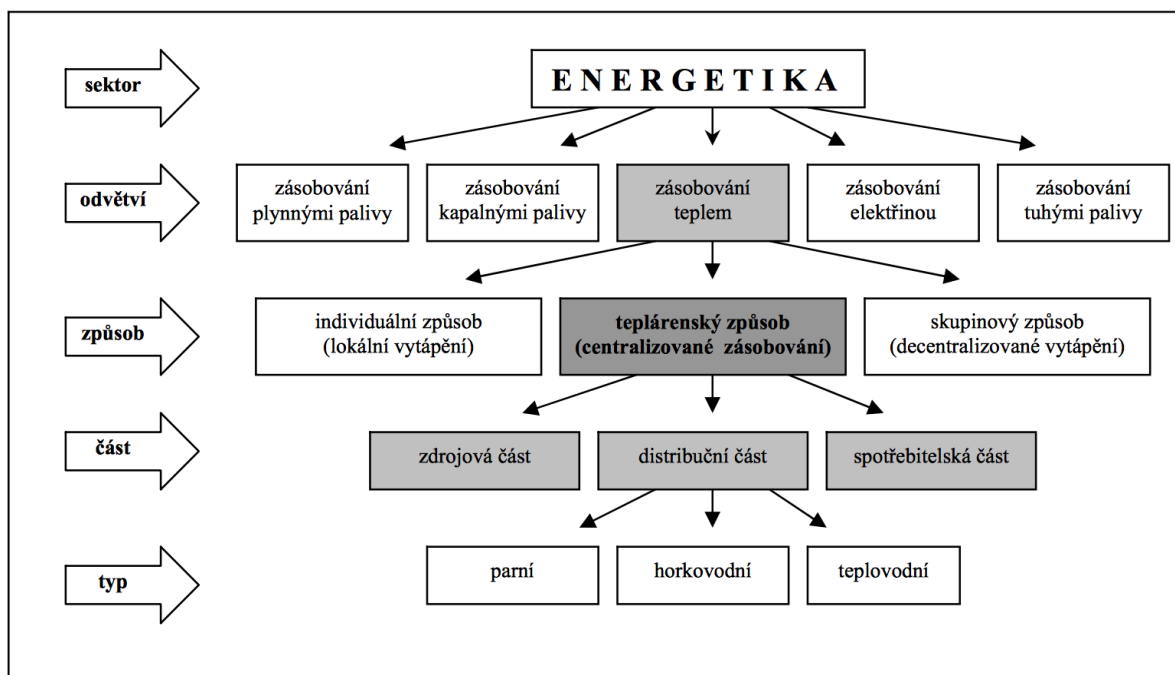 sektor
E N E R G E T I K A
odvětví
zásobování
plynnými palivy
zásobování
kapalnými palivy
zásobování
teplem
zásobování
elektřinou
zásobování
tuhými palivy
způsob
individuální způsob
(lokální vytápění)
teplárenský způsob
(centralizované zásobování)
skupinový způsob
(decentralizované vytápění)
část
zdrojová část
distribuční část
spotřebitelská část
typ
parní
horkovodní
teplovodní